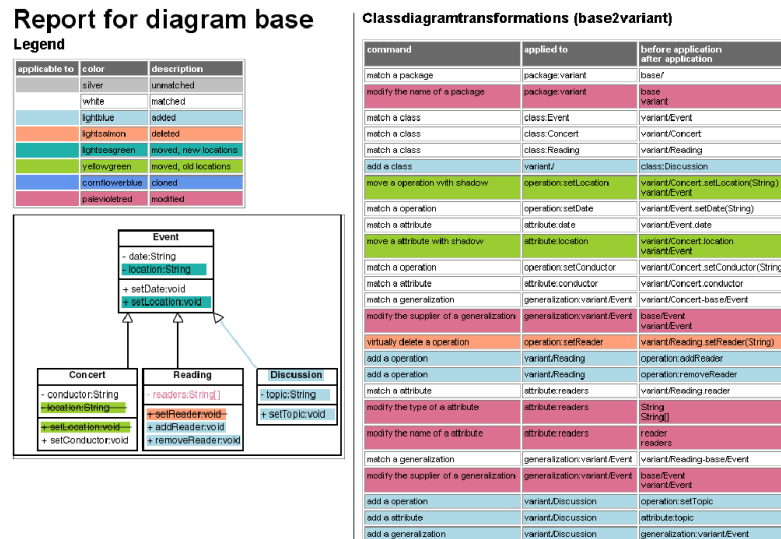 Report for diagram base
Legend
applicable to color description
silver unmatched
white matched
lightblue added
lightsalmon deleted
lightseagreen moved, new locations
yellowgreen moved, old locations
cornflowerblue cloned
palevioletred modified
Event
- date:String
- location:String
+ setDate:void
+ setLocation:void
Concert
- conductor:String
- location:String
+ setLocation:void
+ setConductor:void
Reading
- readers:String[]
+ setReader:void
+ addReader:void
+ removeReader:void
Discussion
- topic:String
+ setTopic:void
Classdiagramtransformations (base2variant)
command applied to before application
after application
match a package package:variant base/
modify the name of a package package:variant base
variant
match a class class:Event variant/Event
match a class class:Concert variant/Concert
match a class class:Reading variant/Reading
add a class variant/ class:Discussion
move a operation with shadow operation:setLocation variant/Concert.setLocation(String)
variant/Event
match a operation operation:setDate variant/Event.setDate(String)
match a attribute attribute:date variant/Event.date
move a attribute with shadow attribute:location variant/Concert.location
variant/Event
match a operation operation:setConductor variant/Concert.setConductor(String
match a attribute attribute:conductor variant/Concert.conductor
match a generalization generalization:variant/Event variant/Concert-base/Event
modify the supplier of a generalization generalization:variant/Event base/Event
variant/Event
virtually delete a operation operation:setReader variant/Reading.setReader(String)
add a operation variant/Reading operation:addReader
add a operation variant/Reading operation:removeReader
match a attribute attribute:readers variant/Reading.reader
modify the type of a attribute attribute:readers String
String[]
modify the name of a attribute attribute:readers reader
readers
match a generalization generalization:variant/Event variant/Reading-base/Event
modify the supplier of a generalization generalization:variant/Event base/Event
variant/Event
add a operation variant/Discussion operation:setTopic
add a attribute variant/Discussion attribute:topic
add a generalization variant/Discussion generalization:variant/Event